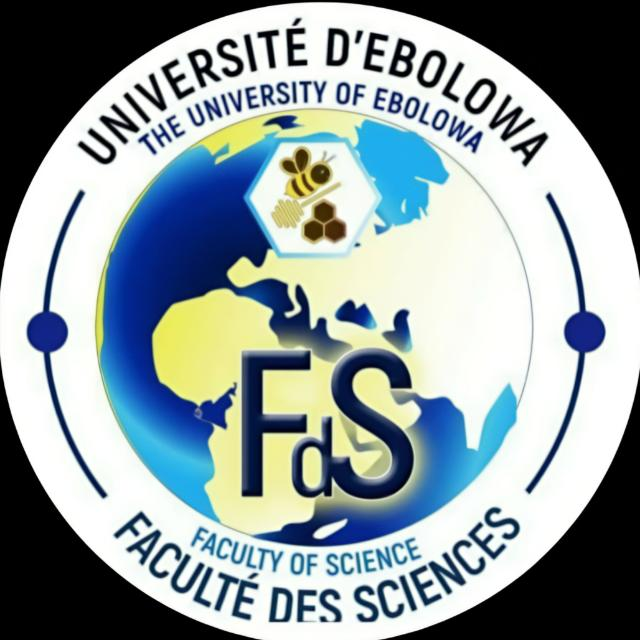 UNIVERSITÉ D'EBOLOWA
THE UNIVERSITY OF EBOLOWA
FdS
FACULTY OF SCIENCE
FACULTÉ DES SCIENCES